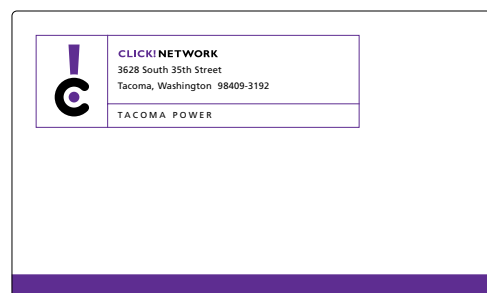 CLICK! NETWORK
3628 South 35th Street
Tacoma, Washington 98409-3192
TACOMA POWER